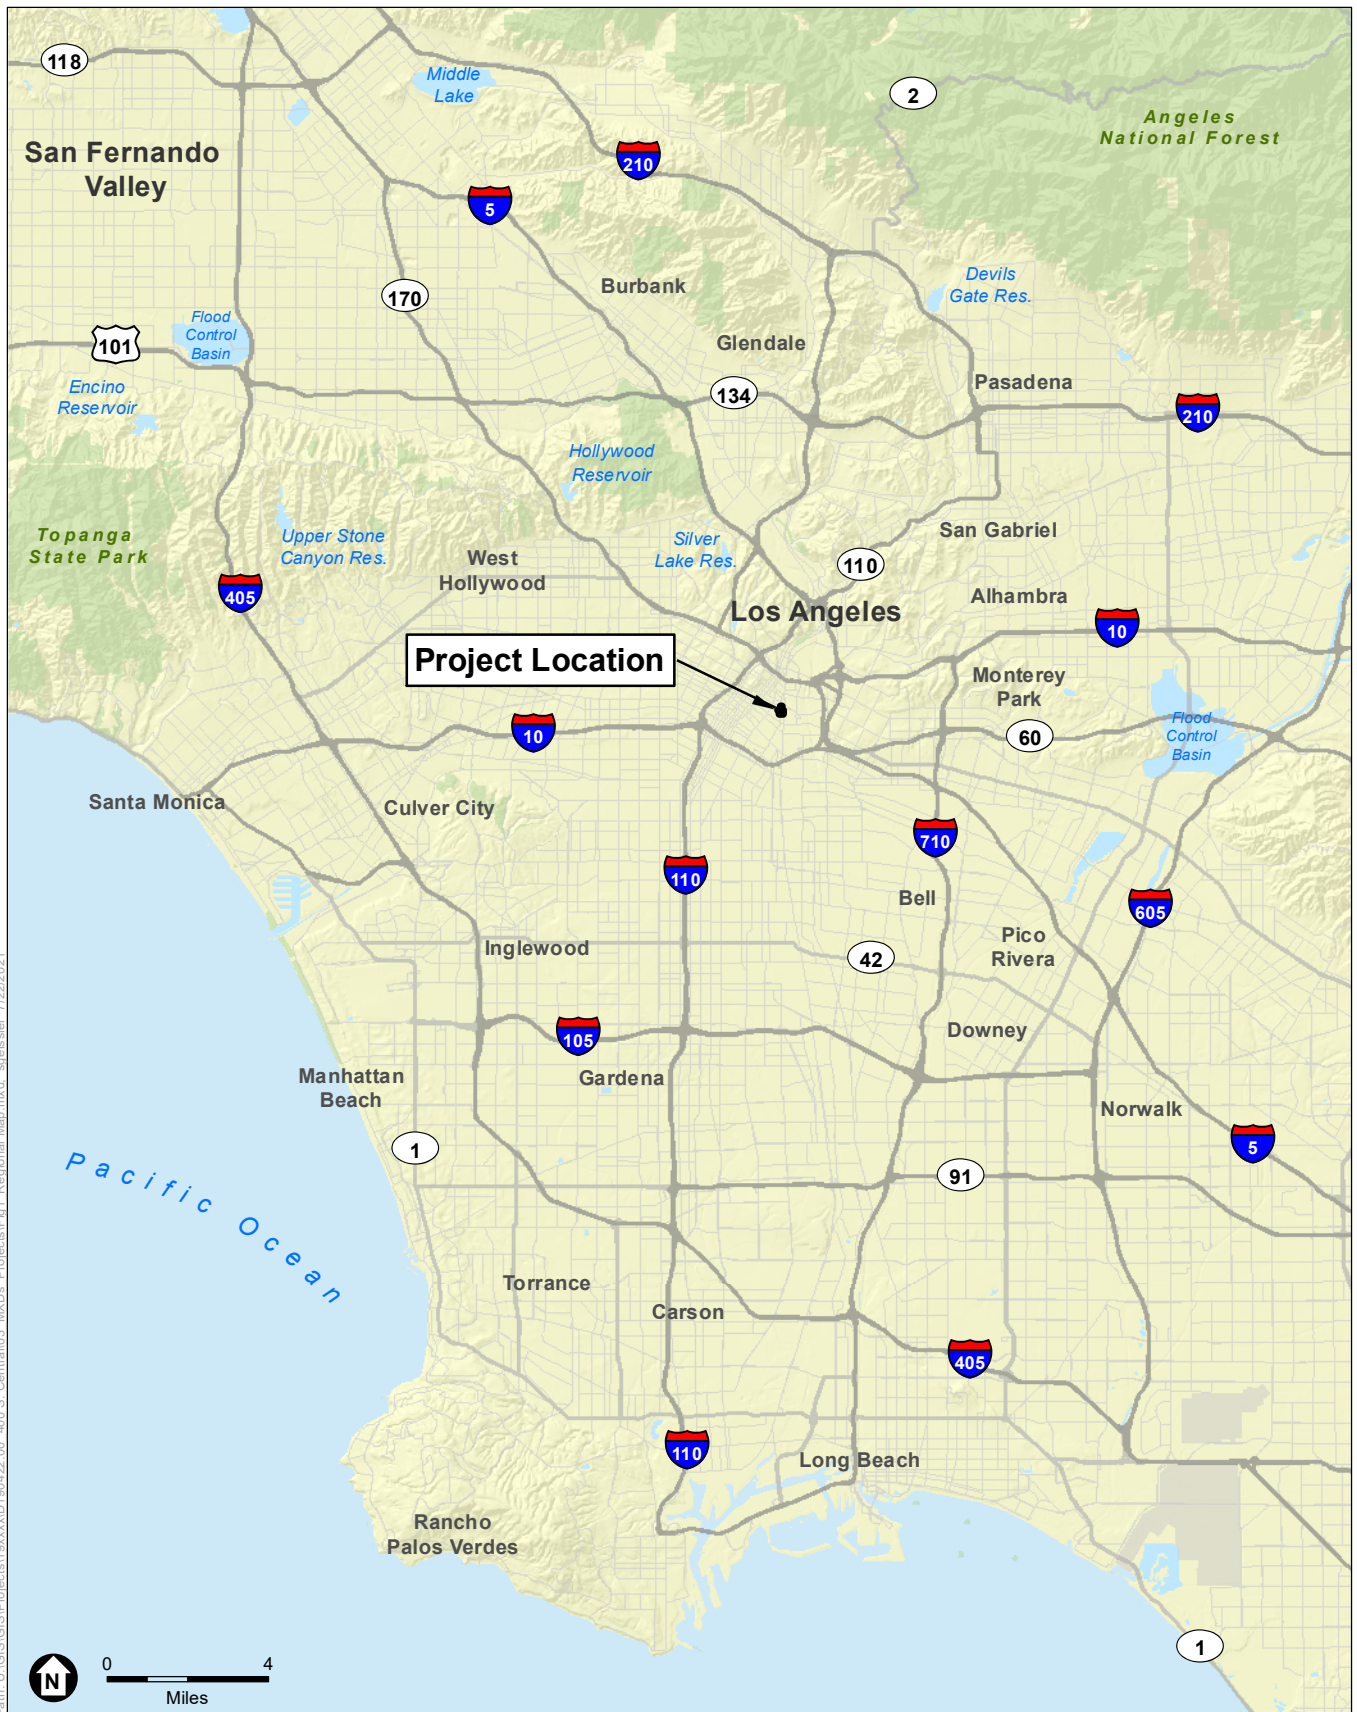 118
Middle
Lake
2
Angeles
National Forest
San Fernando
Valley
210
5
170
Burbank
Devils
Gate Res.
Flood
Control
Basin
101
Glendale
Encino
Reservoir
134
Pasadena
210
Hollywood
Reservoir
Topanga
State Park
Upper Stone
Canyon Res.
West
Hollywood
Silver
Lake Res.
110
San Gabriel
405
Los Angeles
Alhambra
10
Project Location
Monterey
Park
10
60
Flood
Control
Basin
Santa Monica
Culver City
710
110
Bell
605
Inglewood
42
Pico
Rivera
105
Downey
Manhattan
Beach
Gardena
Norwalk
1
5
91
Pacific Ocean
Torrance
Carson
405
110
Long Beach
Rancho
Palos Verdes
1
N
0 4
Miles